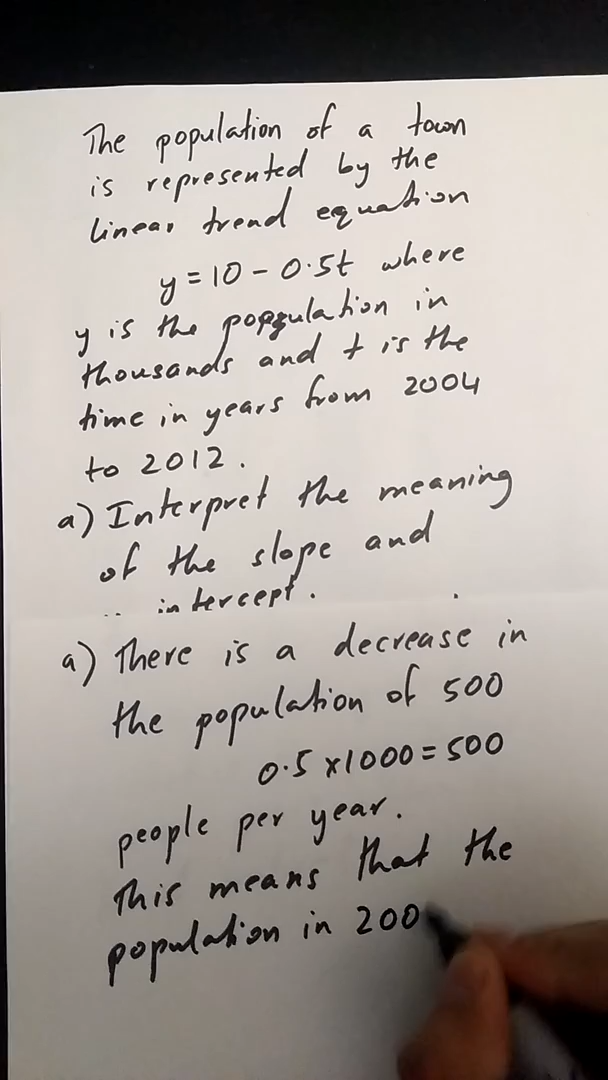 The population of a town
is represented by the
linear trend equation
y = 10 - 0.5t where
y is the population in
thousands and t is the
time in years from 2004
to 2012.
a) Interpret the meaning
of the slope and
intercept.
a) There is a decrease in
the population of 500
0.5 x 1000 = 500
people per year.
This means that the
population in 200